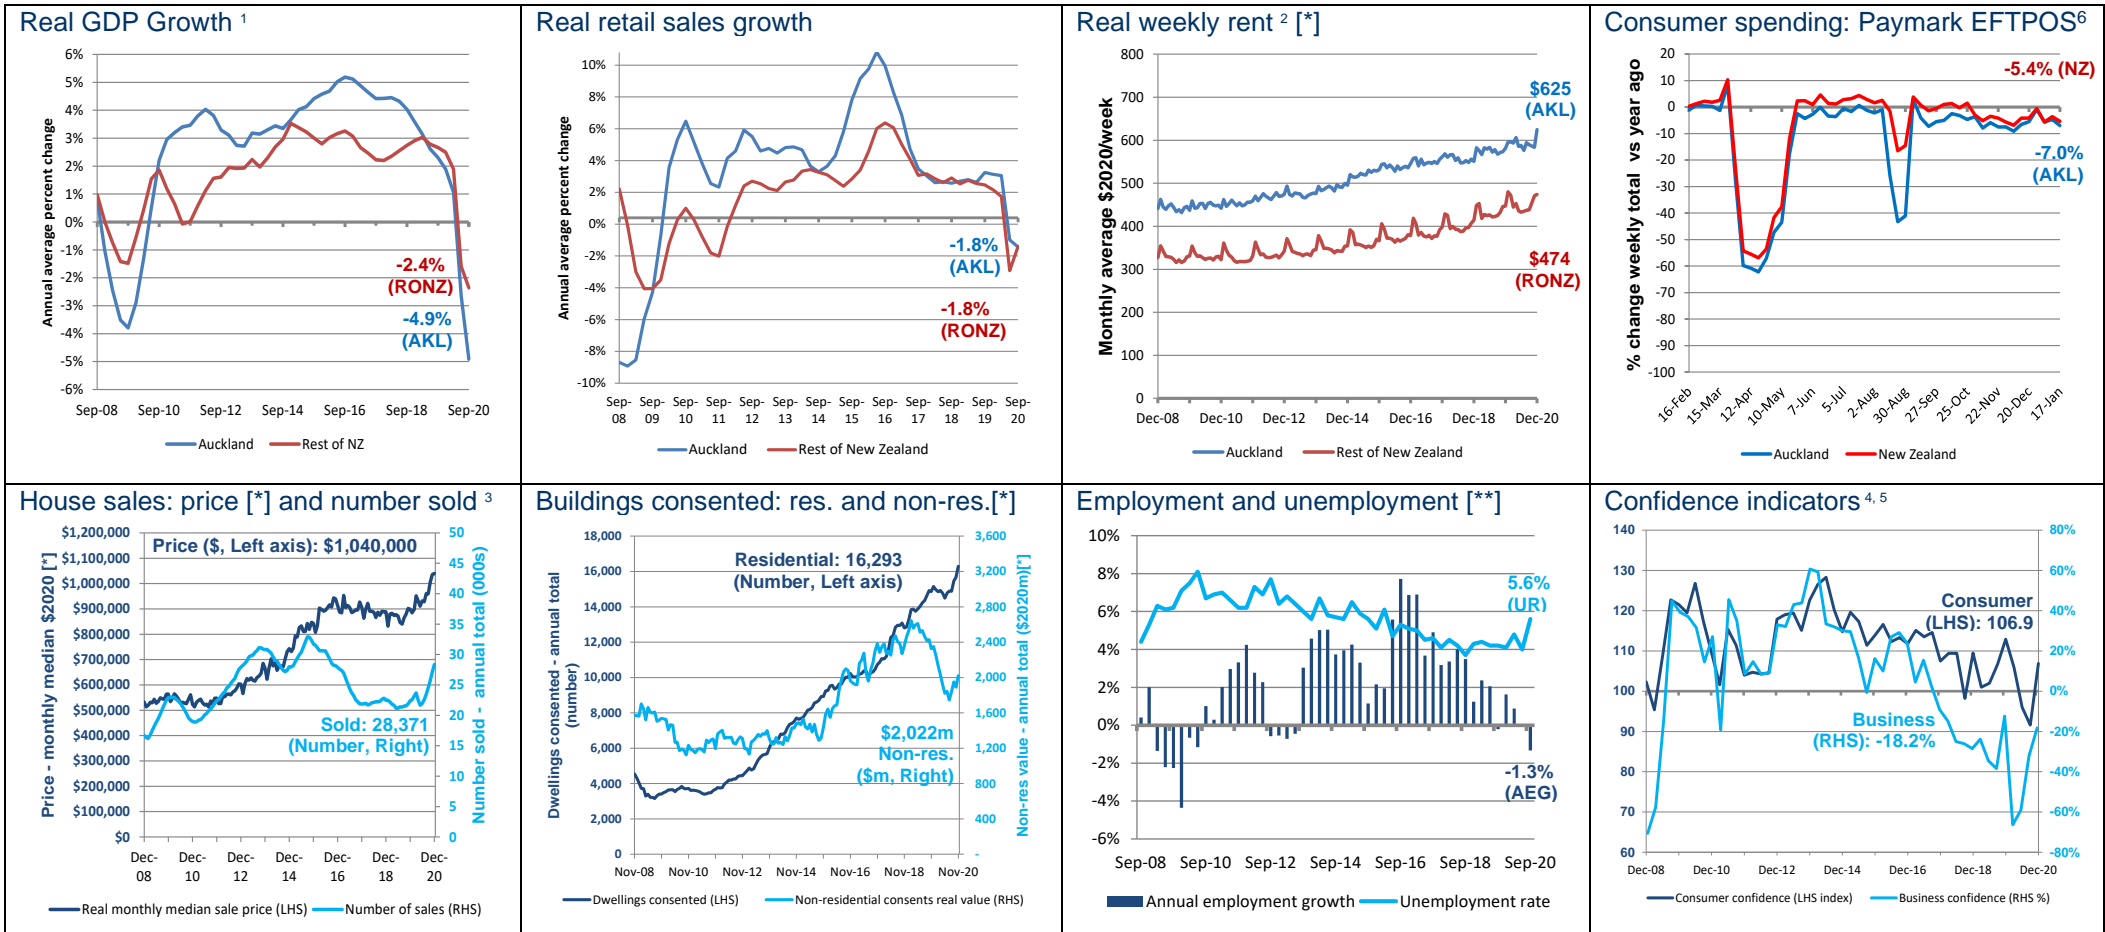 Real GDP Growth 1
Annual average percent change
6%
5%
4%
3%
2%
1%
0%
-1%
-2%
-3%
-4%
-5%
-6%
-2.4%
(RONZ)
-4.9%
(AKL)
Sep-08 Sep-10 Sep-12 Sep-14 Sep-16 Sep-18 Sep-20
Auckland Rest of NZ
Real retail sales growth
Annual average percent change
10%
8%
6%
4%
2%
0%
-2%
-4%
-6%
-8%
-10%
-1.8%
(AKL)
-1.8%
(RONZ)
Sep- Sep- Sep- Sep- Sep- Sep- Sep- Sep- Sep- Sep- Sep- Sep- Sep-
08 09 10 11 12 13 14 15 16 17 18 19 20
Auckland Rest of New Zealand
Real weekly rent 2 [*]
Monthly average $2020/week
800
700
600
500
400
300
200
100
0
$625
(AKL)
$474
(RONZ)
Dec-08 Dec-10 Dec-12 Dec-14 Dec-16 Dec-18 Dec-20
Auckland Rest of New Zealand
Consumer spending: Paymark EFTPOS6
% change weekly total vs year ago
20
10
0
-10
-20
-30
-40
-50
-60
-70
-80
-90
-100
-5.4% (NZ)
-7.0%
(AKL)
16-Feb 15-Mar 12-Apr 10-May 7-Jun 5-Jul 2-Aug 30-Aug 27-Sep 25-Oct 22-Nov 20-Dec 17-Jan
Auckland New Zealand
House sales: price [*] and number sold 3
Price - monthly median $2020 [*]
$1,200,000
$1,100,000
$1,000,000
$900,000
$800,000
$700,000
$600,000
$500,000
$400,000
$300,000
$200,000
$100,000
$0
Price ($, Left axis): $1,040,000
Sold: 28,371
(Number, Right)
50
45
40
35
30
25
20
15
10
5
0
Number sold - annual total (000s)
Dec- Dec- Dec- Dec- Dec- Dec- Dec-
08 10 12 14 16 18 20
Real monthly median sale price (LHS) Number of sales (RHS)
Buildings consented: res. and non-res.[*]
Dwellings consented - annual total
(number)
18,000
16,000
14,000
12,000
10,000
8,000
6,000
4,000
2,000
0
Residential: 16,293
(Number, Left axis)
$2,022m
Non-res.
($m, Right)
3,600
3,200
2,800
2,400
2,000
1,600
1,200
800
400
-
Non-res value - annual total ($2020m)[*]
Nov-08 Nov-10 Nov-12 Nov-14 Nov-16 Nov-18 Nov-20
Dwellings consented (LHS) Non-residential consents real value (RHS)
Employment and unemployment [**]
10%
8%
6%
4%
2%
0%
-2%
-4%
-6%
5.6%
(UR)
-1.3%
(AEG)
Sep-08 Sep-10 Sep-12 Sep-14 Sep-16 Sep-18 Sep-20
Annual employment growth Unemployment rate
Confidence indicators 4, 5
140
130
120
110
100
90
80
70
60
Consumer
(LHS): 106.9
Business
(RHS): -18.2%
80%
60%
40%
20%
0%
-20%
-40%
-60%
-80%
Dec-08 Dec-10 Dec-12 Dec-14 Dec-16 Dec-18 Dec-20
Consumer confidence (LHS index) Business confidence (RHS %)